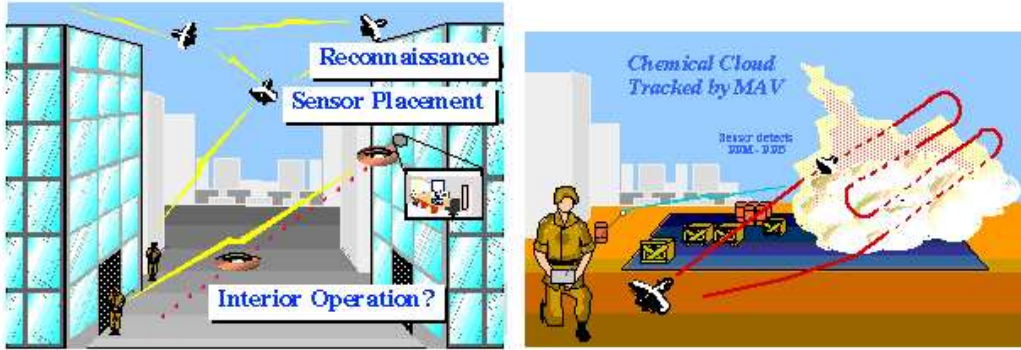 Reconnaissance
Sensor Placement
Interior Operation?
Chemical Cloud
Tracked by MAV
Sensor detects